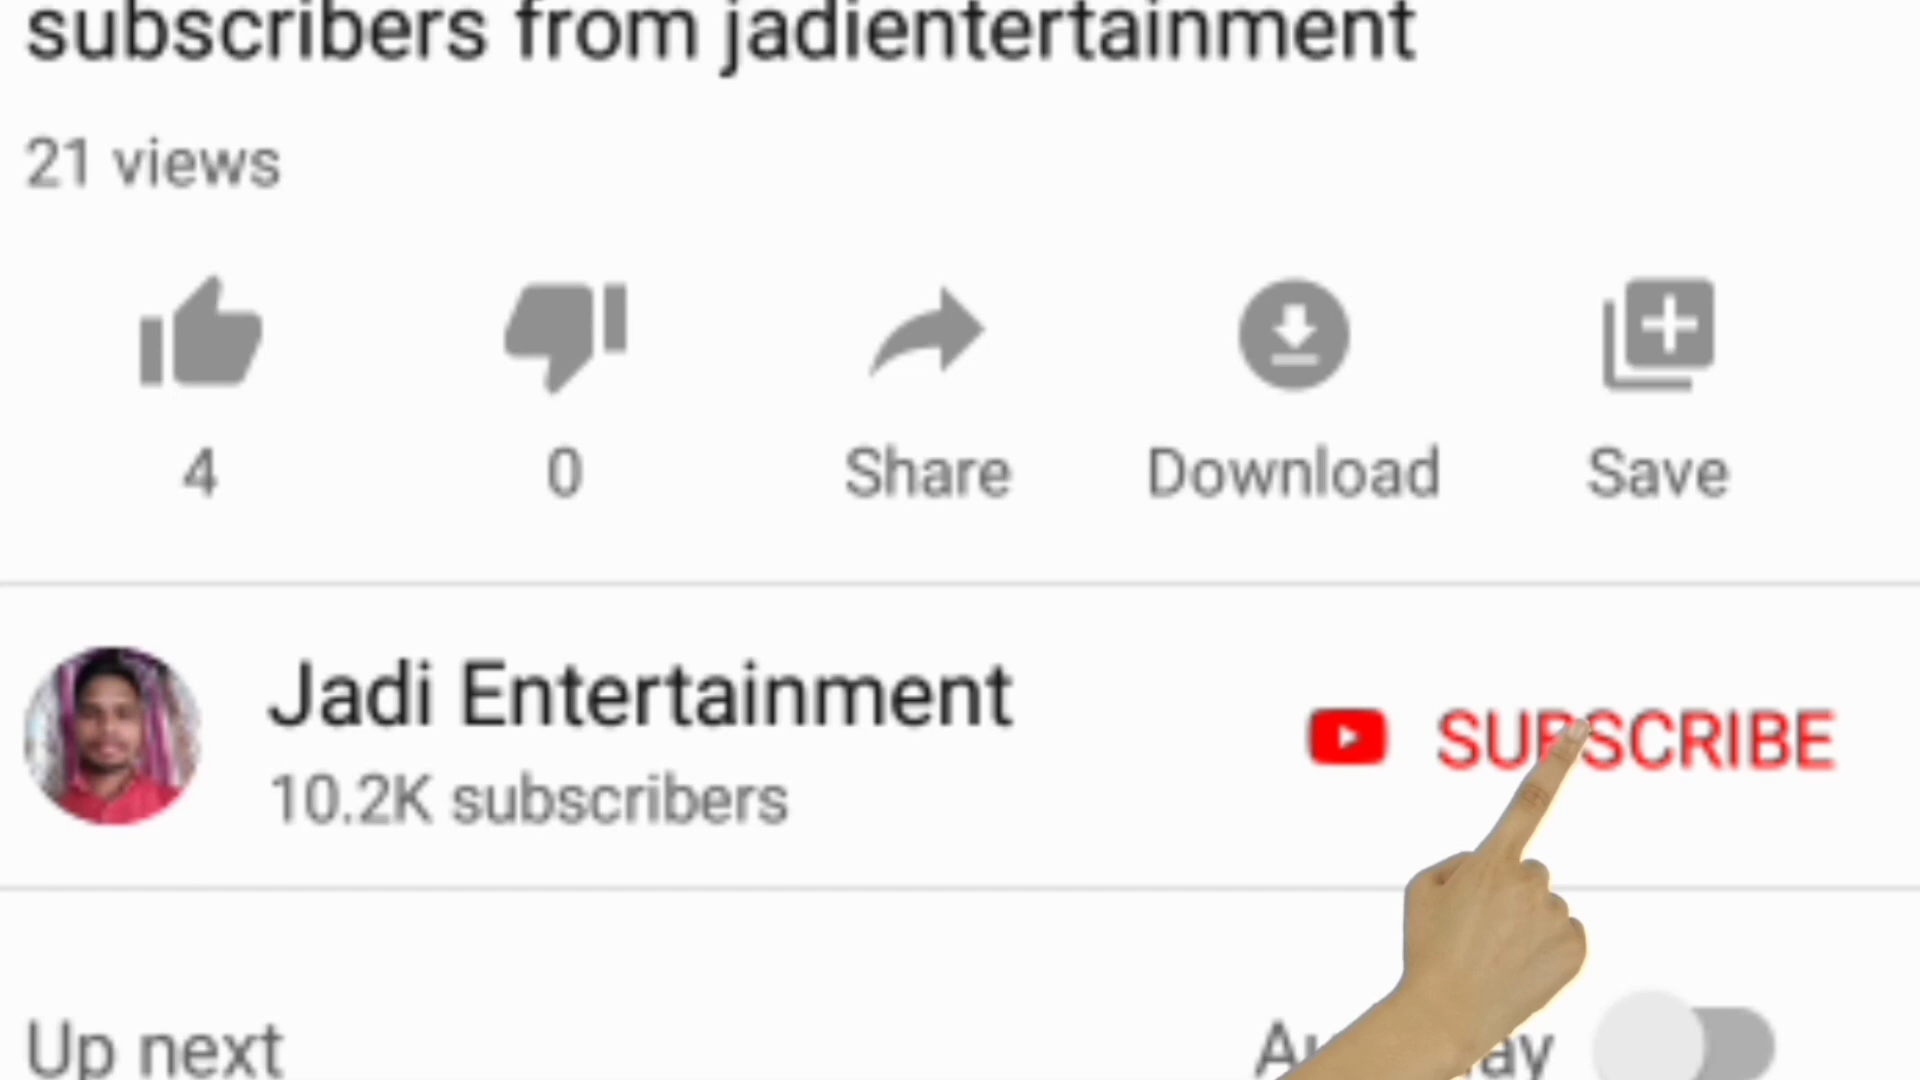 subscribers from jadientertainment
21 views
4 0 Share Download Save
Jadi Entertainment
SUBSCRIBE
10.2K subscribers
Up next